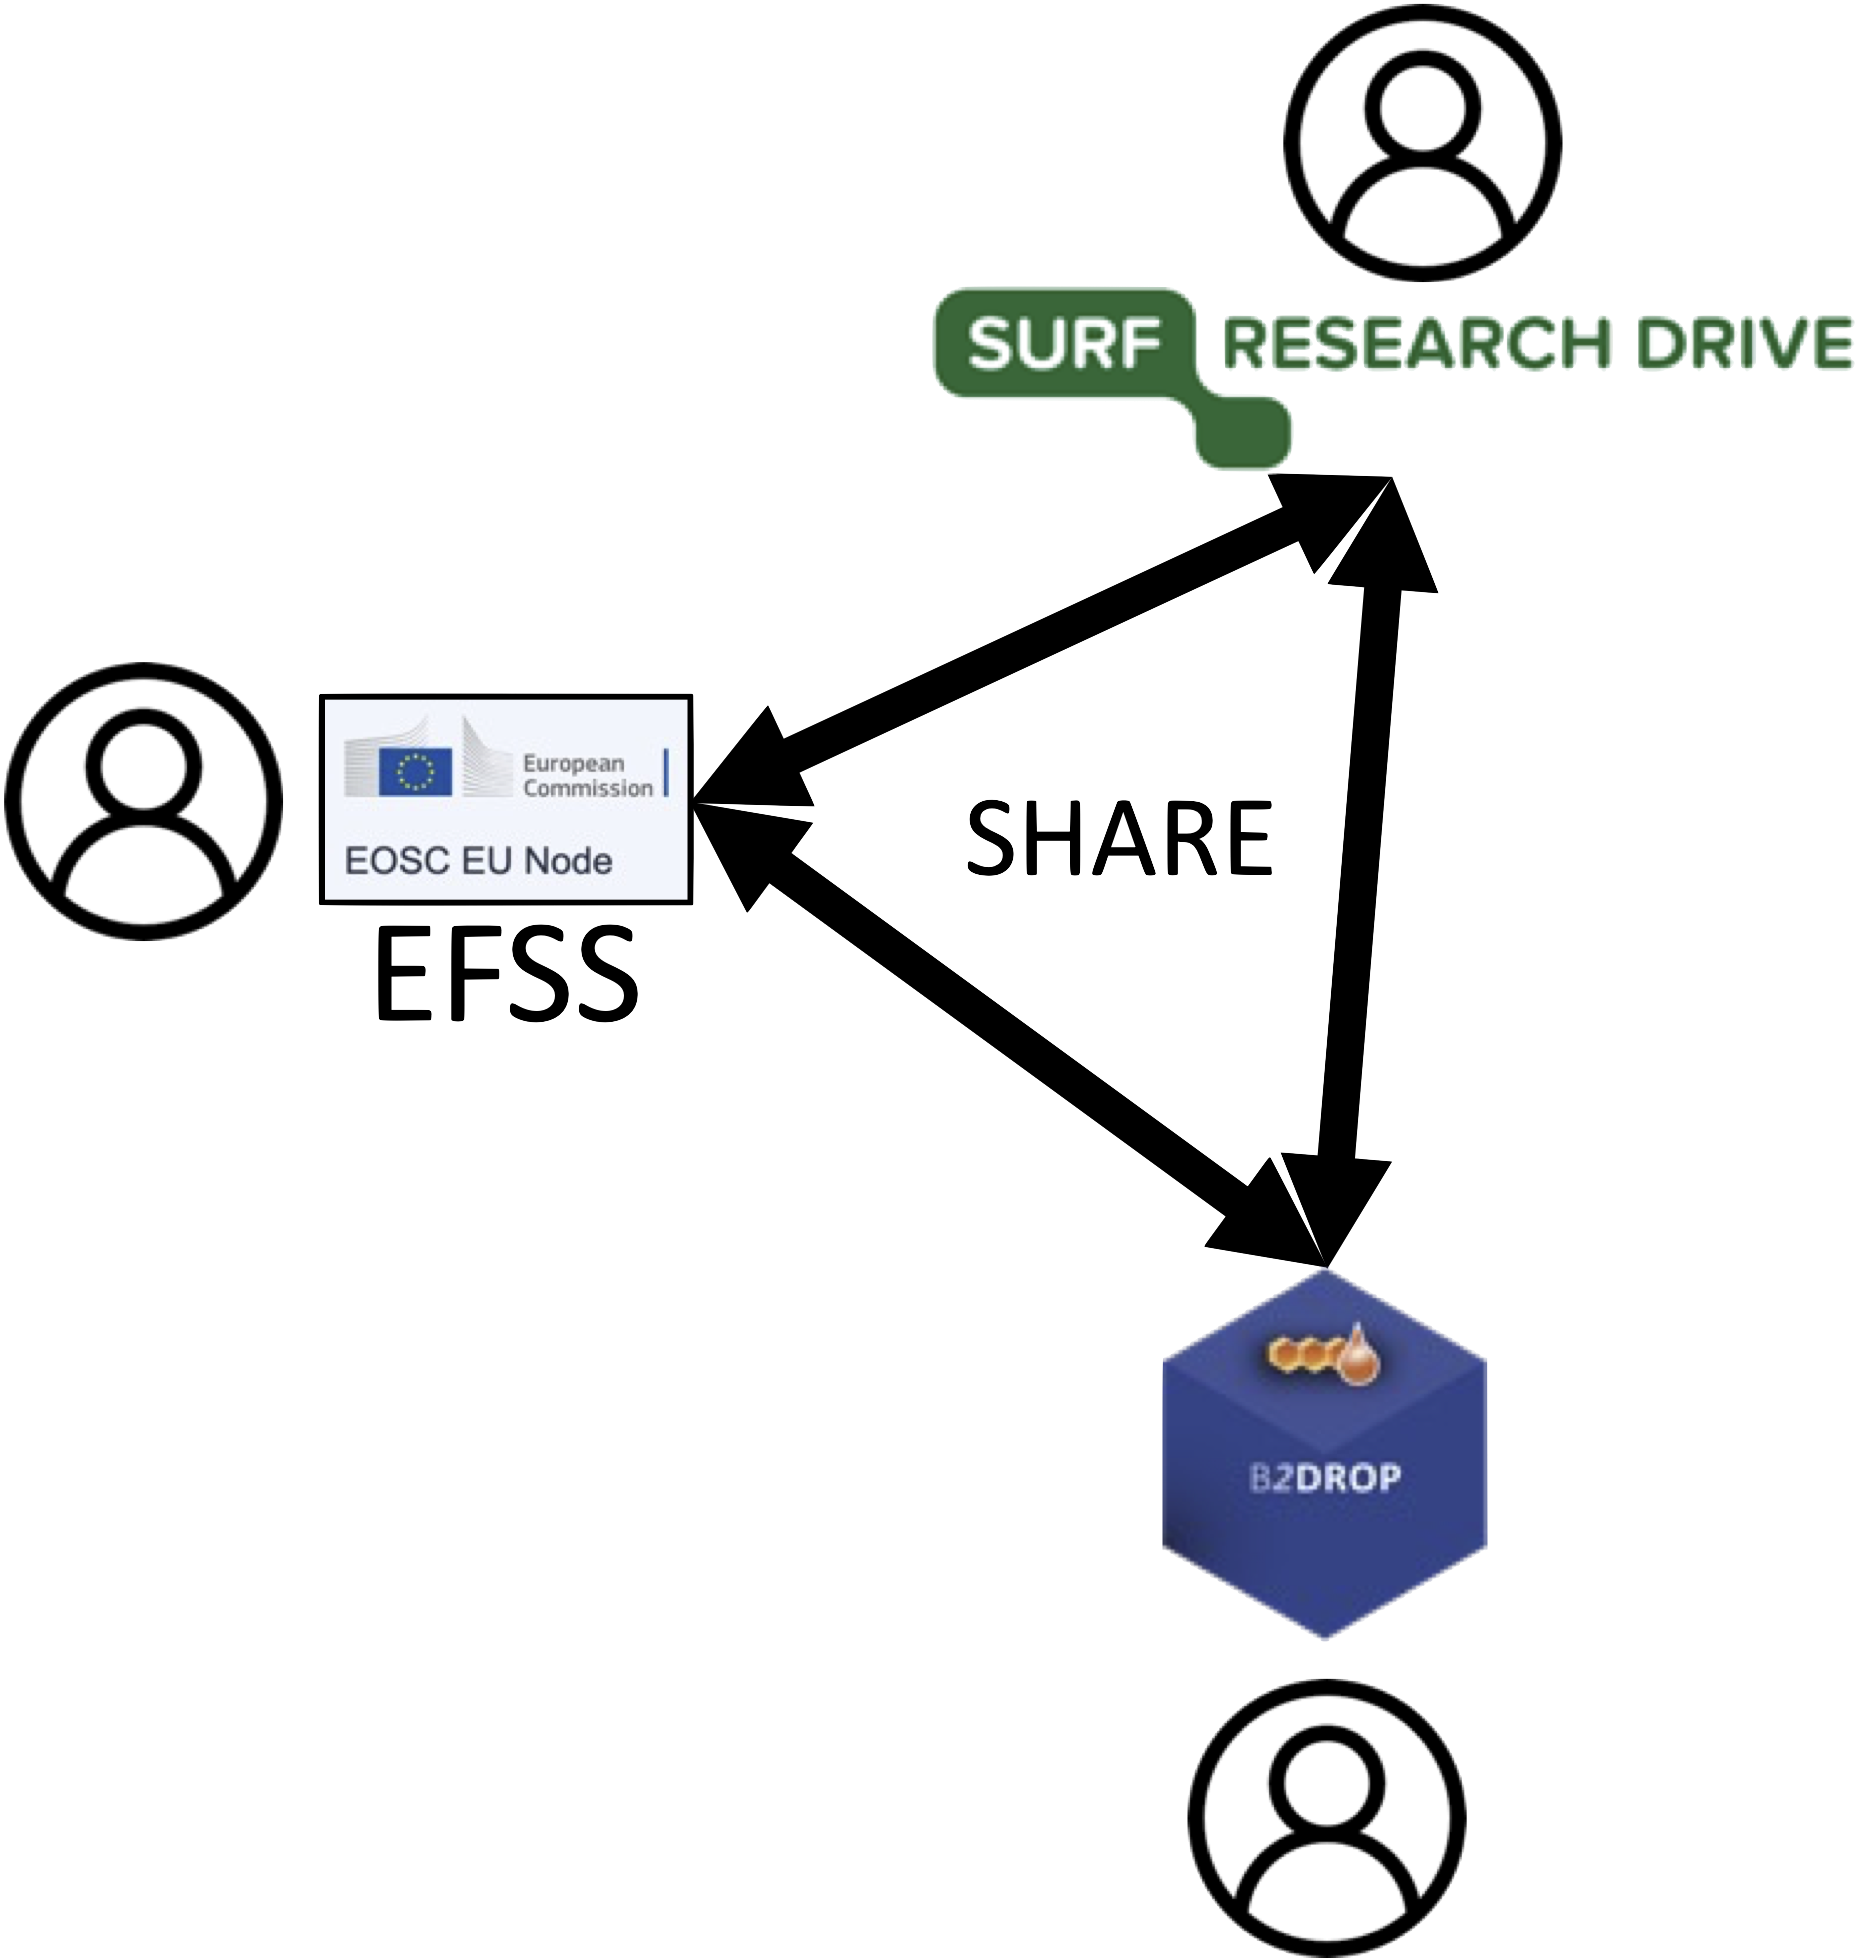 SURF RESEARCH DRIVE
European
Commission
EOSC EU Node
EFSS
SHARE
B2DROP